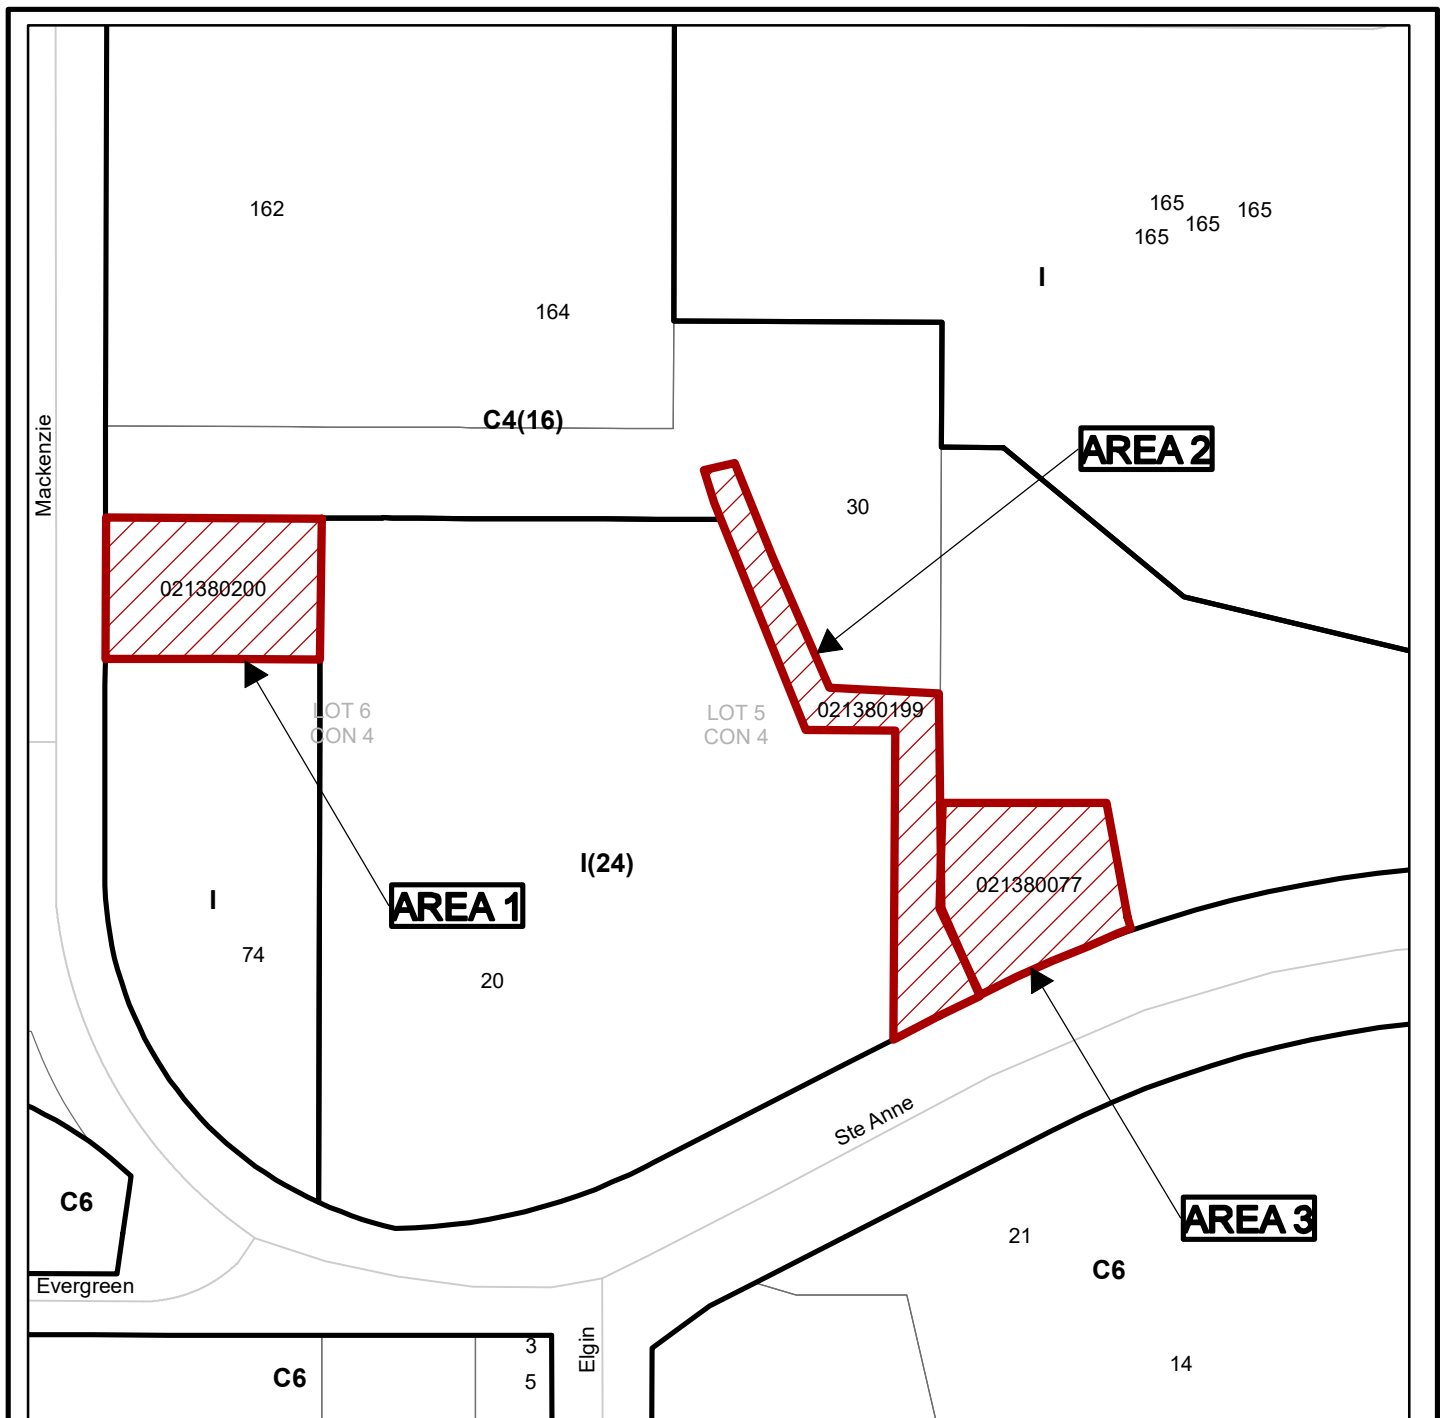 162
165
165
165
165
I
164
C4(16)
Mackenzie
AREA 2
30
021380200
LOT 6
CON 4
LOT 5
CON 4
021380199
I(24)
021380077
I
AREA 1
74
20
Ste Anne
C6
AREA 3
21
C6
Evergreen
Elgin
3
5
C6
14